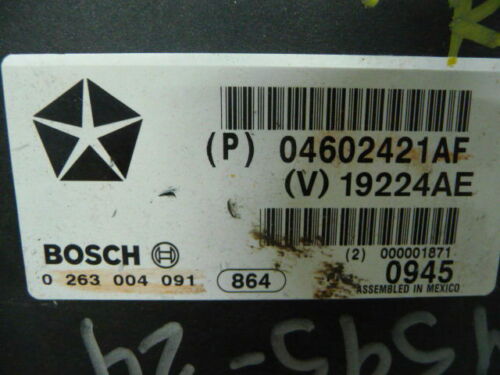 (P) 04602421AF
(V) 19224AE
BOSCH
(2) 000001871
0 263 004 091 864
0945
ASSEMBLED IN MEXICO